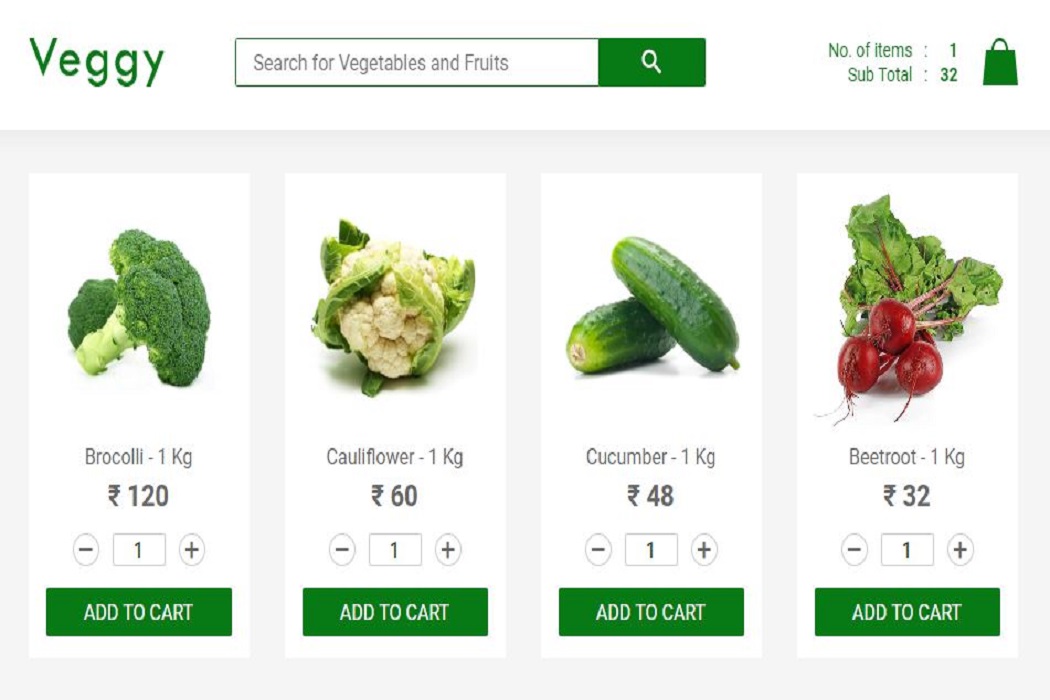 Veggy
Search for Vegetables and Fruits
No. of items : 1
Sub Total : 32
Brocolli - 1 Kg
₹ 120
1
ADD TO CART
Cauliflower - 1 Kg
₹ 60
1
ADD TO CART
Cucumber - 1 Kg
₹ 48
1
ADD TO CART
Beetroot - 1 Kg
₹ 32
1
ADD TO CART